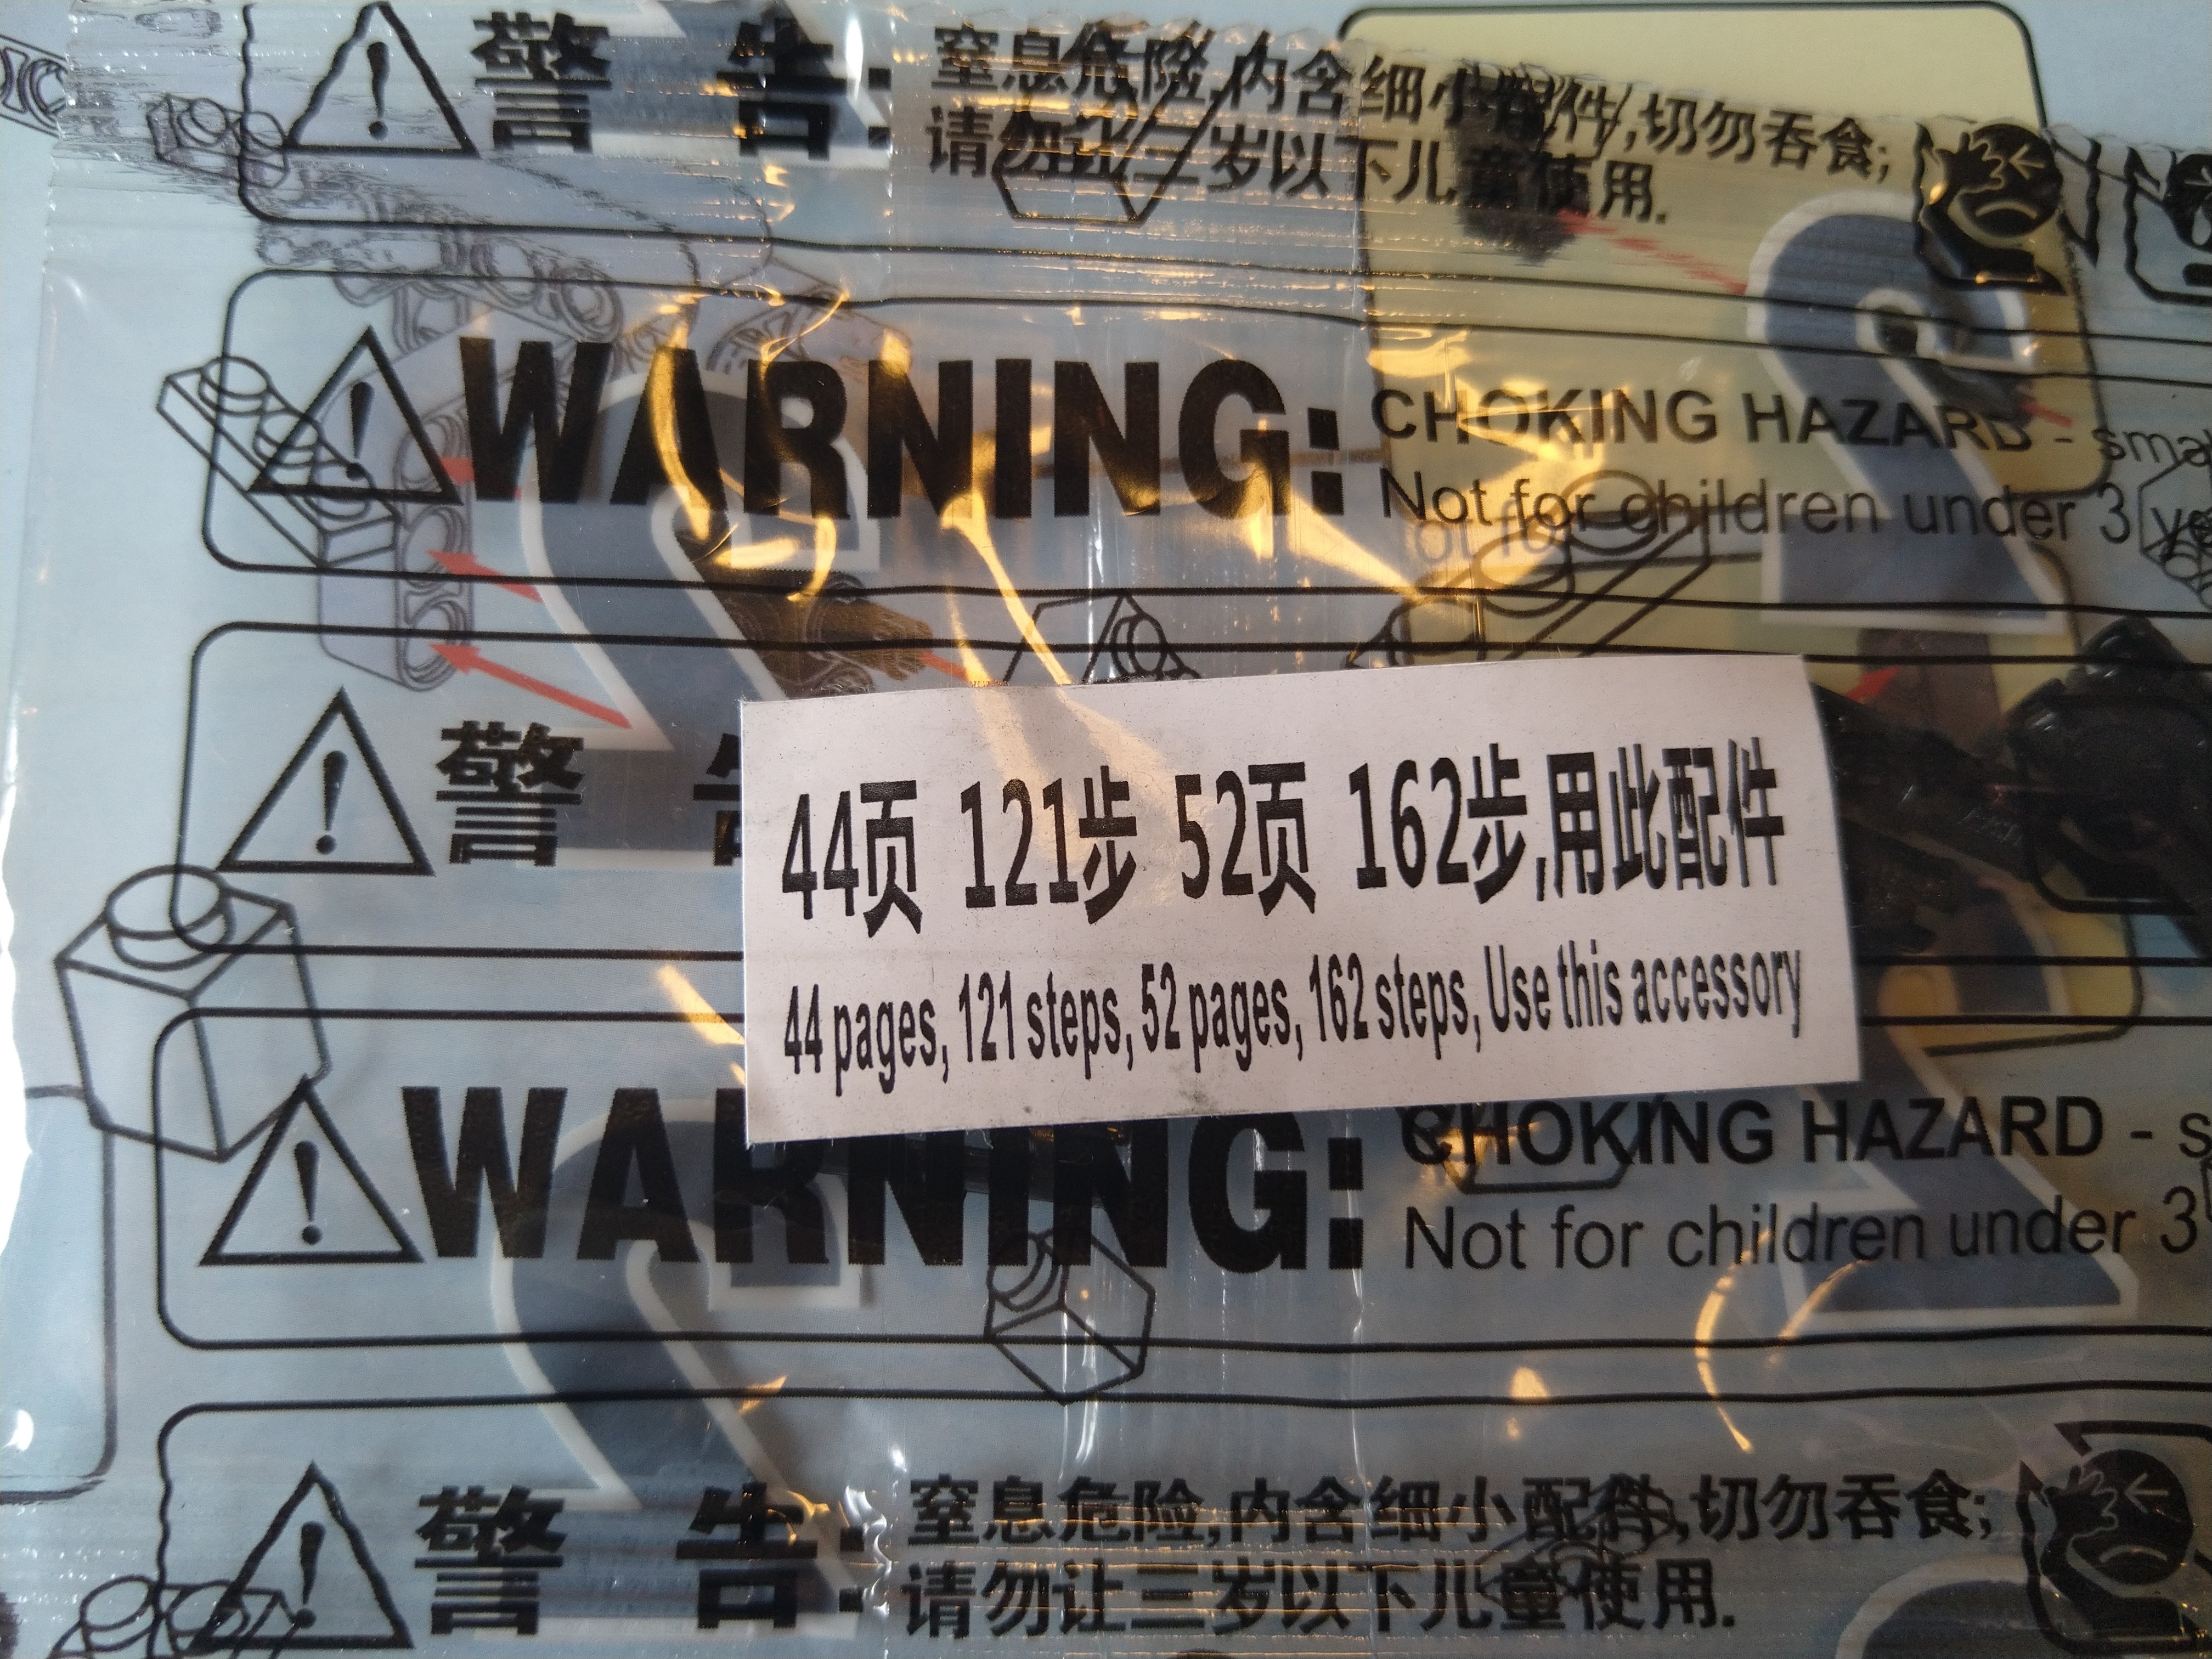 警 告:
窒息危险,内含细小配件,切勿吞食;
请勿让三岁以下儿童使用.
WARNING:
CHOKING HAZARD -
Not for children under 3
警
44页 121步 52页 162步,用此配件
44 pages, 121 steps, 52 pages, 162 steps, Use this accessory
WARNING:
CHOKING HAZARD -
Not for children under 3
警 告:
窒息危险,内含细小配件,切勿吞食;
请勿让三岁以下儿童使用.